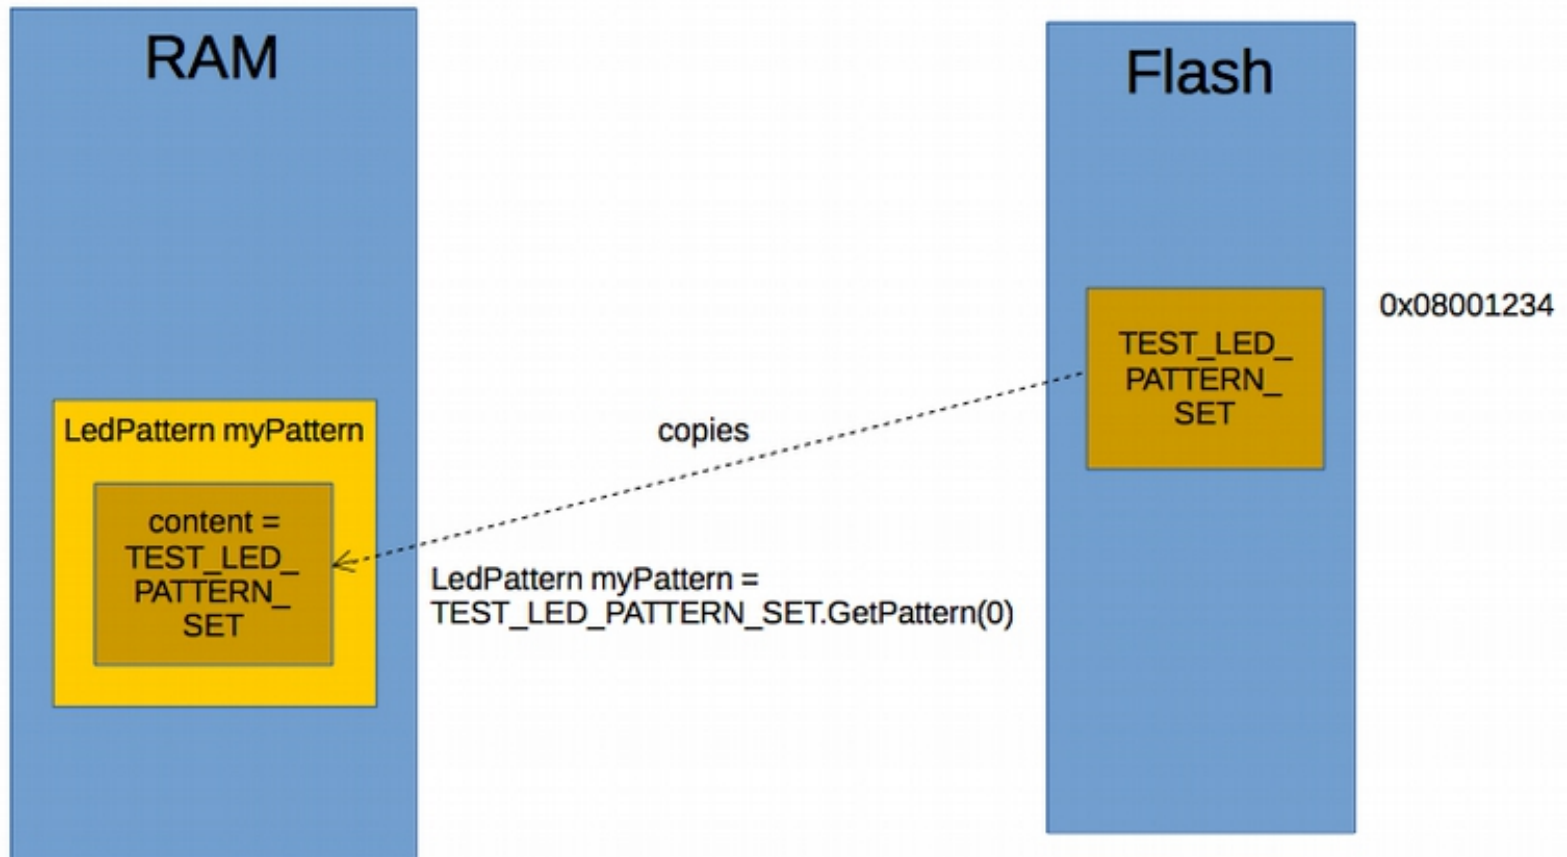 RAM
Flash
0x08001234
TEST_LED_
PATTERN_
SET
LedPattern myPattern
copies
content =
TEST_LED_
PATTERN_
SET
LedPattern myPattern =
TEST_LED_PATTERN_SET.GetPattern(0)